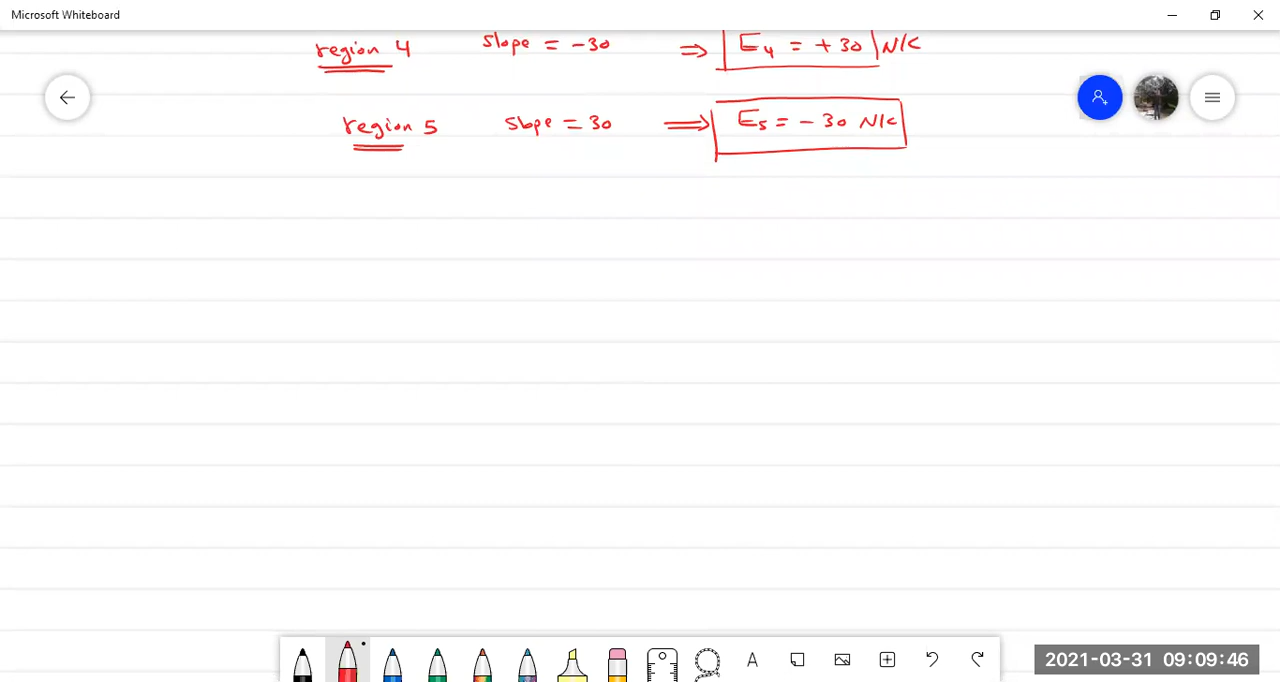 Microsoft Whiteboard
region 4 slope = -30 ⇒ E₄ = +30 N/C
region 5 slope = 30 ⟹ E₅ = -30 N/C
A
2021-03-31 09:09:46